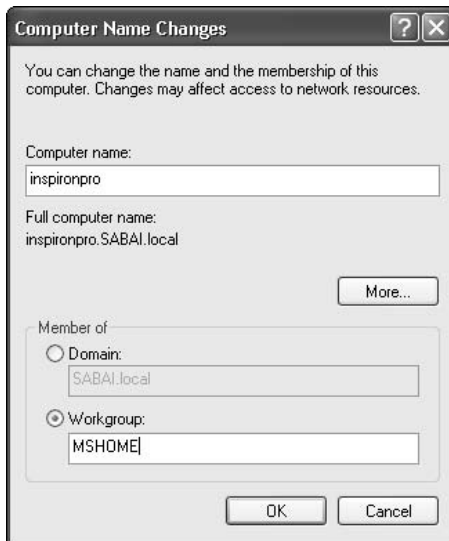 Computer Name Changes
You can change the name and the membership of this
computer. Changes may affect access to network resources.
Computer name:
inspironpro
Full computer name:
inspironpro.SABAI.local
More...
Member of
Domain:
SABAI.local
Workgroup:
MSHOME
OK Cancel